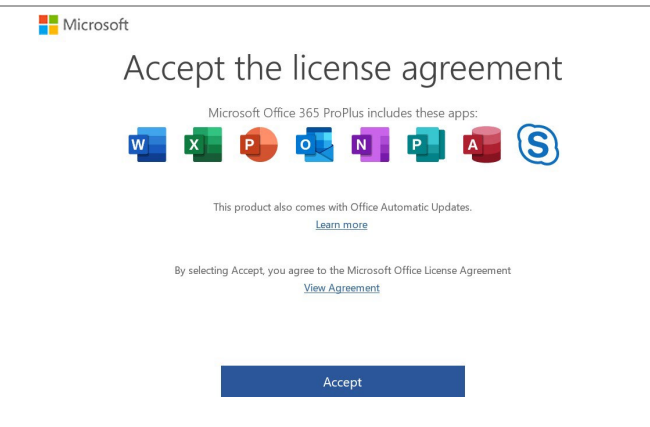 Microsoft
Accept the license agreement
Microsoft Office 365 ProPlus includes these apps:
W X P O N P A S
This product also comes with Office Automatic Updates.
Learn more
By selecting Accept, you agree to the Microsoft Office License Agreement
View Agreement
Accept